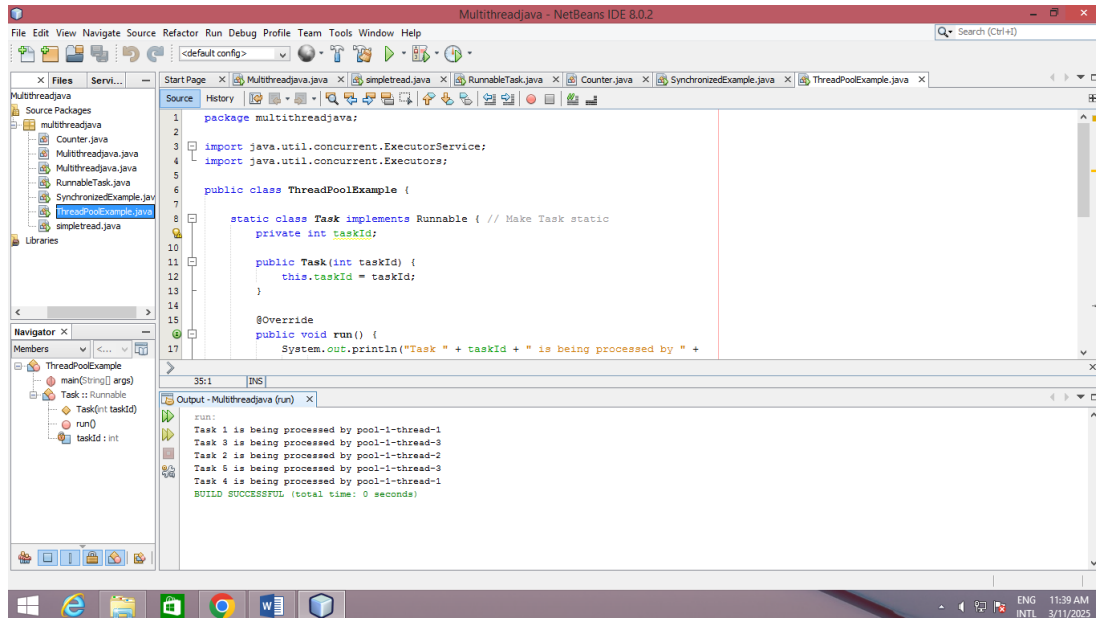 Multithreadjava - NetBeans IDE 8.0.2
File Edit View Navigate Source Refactor Run Debug Profile Team Tools Window Help
Search (Ctrl+I)
<default config>
Files Servi...
Start Page Multithreadjava.java simpletread.java RunnableTask.java Counter.java SynchronizedExample.java ThreadPoolExample.java
Multithreadjava
Source Packages
multithreadjava
Counter.java
Mulitithreadjava.java
Multithreadjava.java
RunnableTask.java
SynchronizedExample.jav
ThreadPoolExample.java
simpletread.java
Libraries
Source History
1 package multithreadjava;
2
3 import java.util.concurrent.ExecutorService;
4 import java.util.concurrent.Executors;
5
6 public class ThreadPoolExample {
7
8 static class Task implements Runnable { // Make Task static
private int taskId;
10
11 public Task(int taskId) {
12 this.taskId = taskId;
13 }
14
15 @Override
public void run() {
17 System.out.println("Task " + taskId + " is being processed by " +
35:1 INS
Navigator
Members <...
ThreadPoolExample
main(String[] args)
Task :: Runnable
Task(int taskId)
run()
taskId : int
Output - Multithreadjava (run)
run:
Task 1 is being processed by pool-1-thread-1
Task 3 is being processed by pool-1-thread-3
Task 2 is being processed by pool-1-thread-2
Task 5 is being processed by pool-1-thread-3
Task 4 is being processed by pool-1-thread-1
BUILD SUCCESSFUL (total time: 0 seconds)
ENG 11:39 AM
INTL 3/11/2025